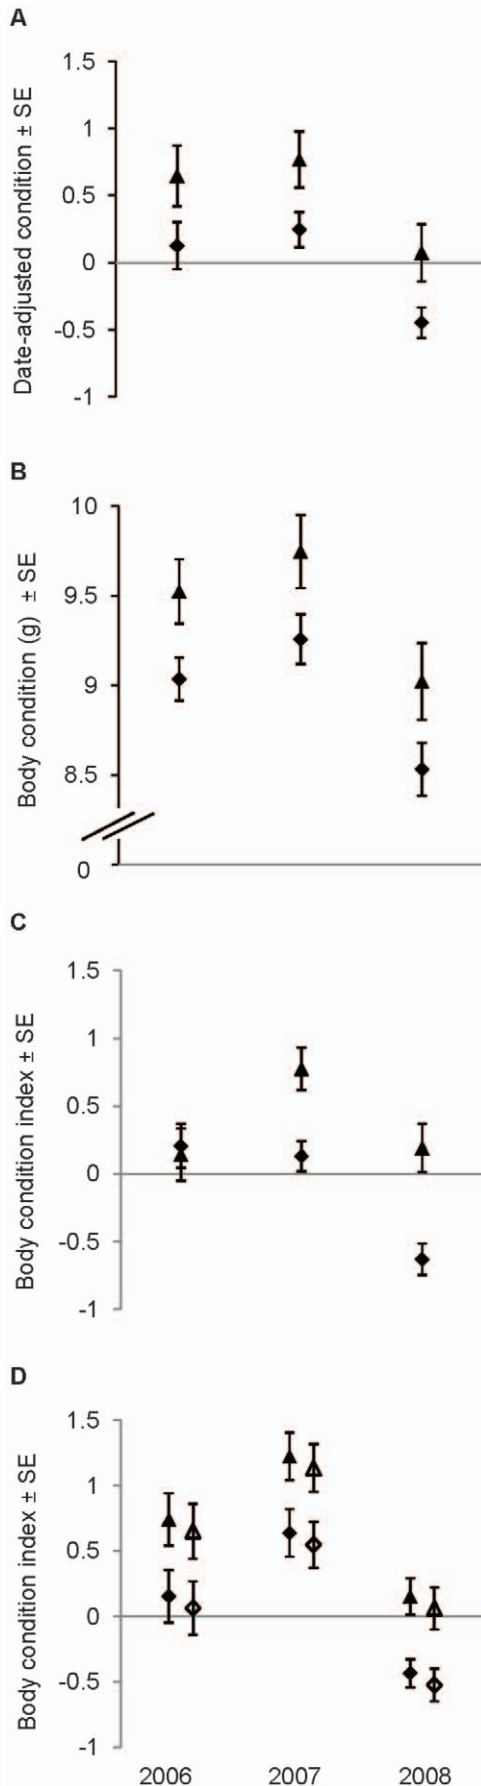 A
Date-adjusted condition ± SE
1.5
1
0.5
0
-0.5
-1
B
Body condition (g) ± SE
10
9.5
9
8.5
0
C
Body condition index ± SE
1.5
1
0.5
0
-0.5
-1
D
Body condition index ± SE
1.5
1
0.5
0
-0.5
-1
2006 2007 2008